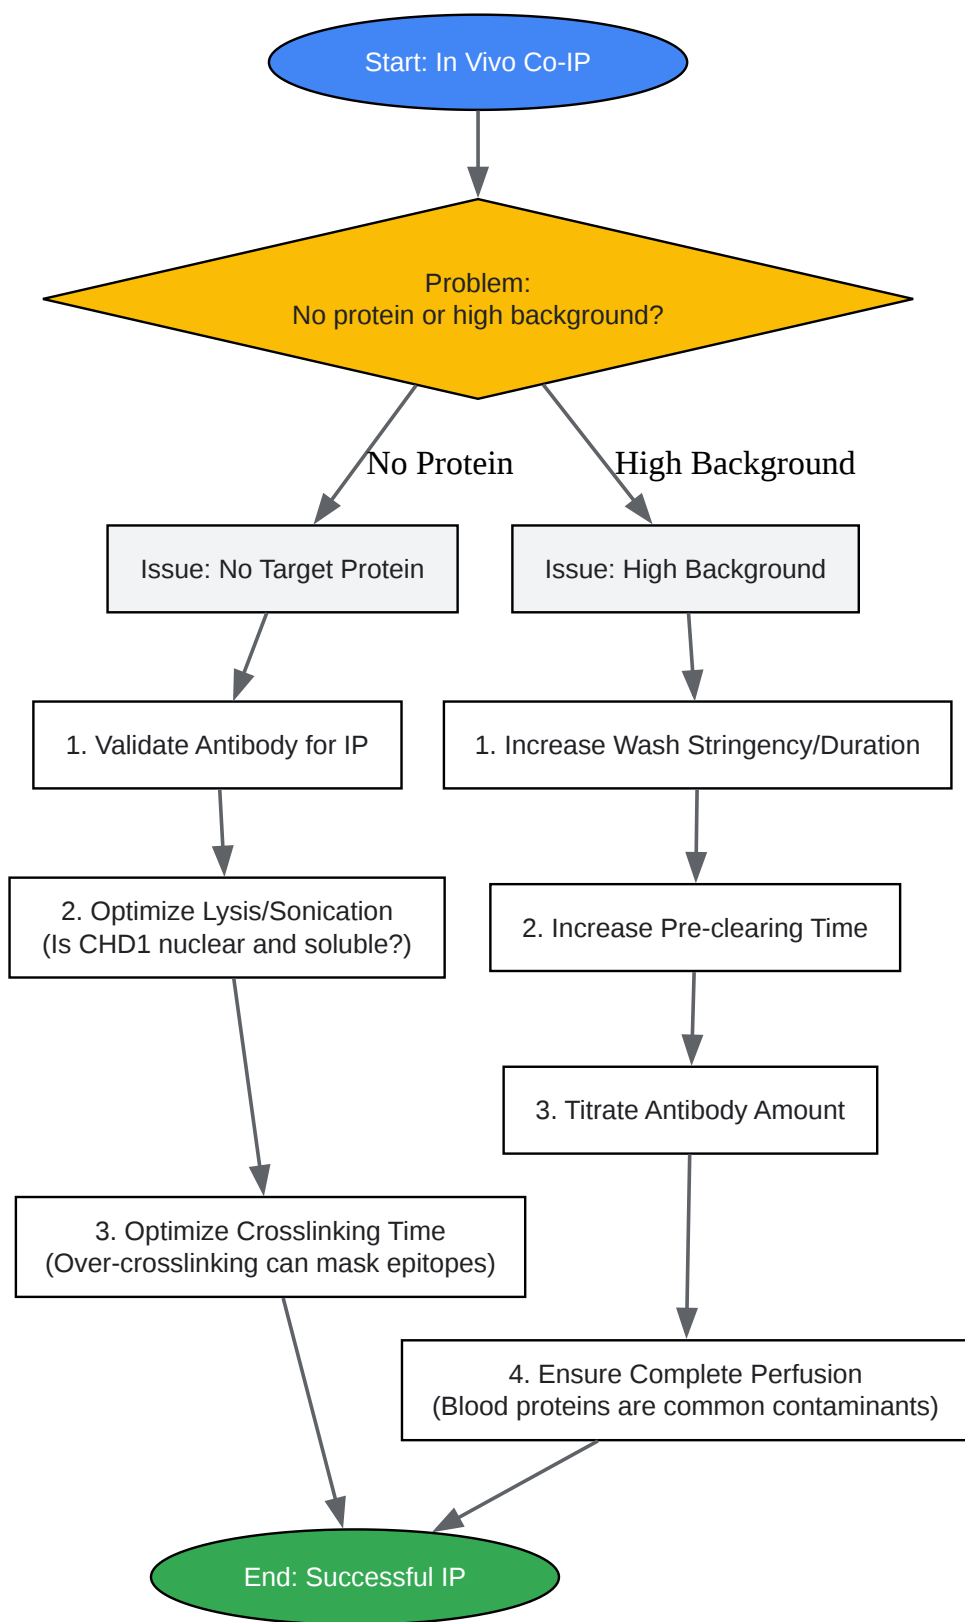 Start: In Vivo Co-IP
Problem:
No protein or high background?
No Protein
High Background
Issue: No Target Protein
Issue: High Background
1. Validate Antibody for IP
1. Increase Wash Stringency/Duration
2. Optimize Lysis/Sonication
(Is CHD1 nuclear and soluble?)
2. Increase Pre-clearing Time
3. Titrate Antibody Amount
3. Optimize Crosslinking Time
(Over-crosslinking can mask epitopes)
4. Ensure Complete Perfusion
(Blood proteins are common contaminants)
End: Successful IP